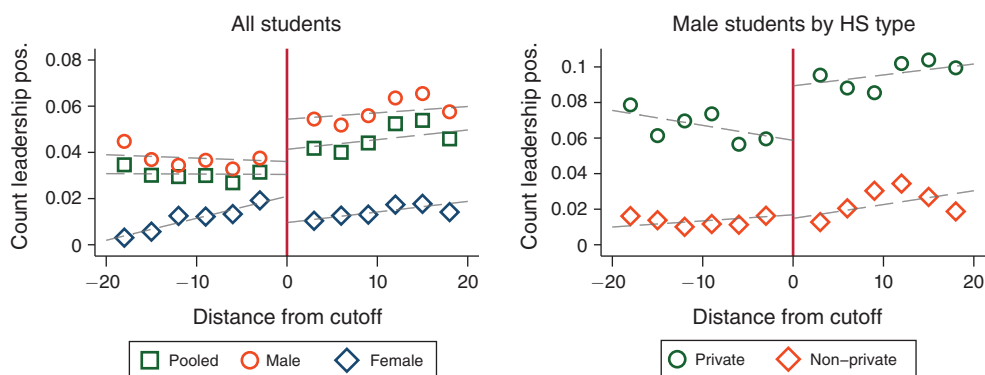 All students
Count leadership pos.
0.08
0.06
0.04
0.02
0
−20
−10
0
10
20
Distance from cutoff
Pooled
Male
Female
Male students by HS type
Count leadership pos.
0.1
0.08
0.06
0.04
0.02
0
−20
−10
0
10
20
Distance from cutoff
Private
Non−private